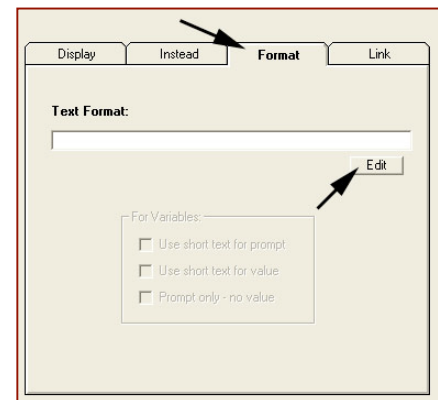 Display Instead Format Link
Text Format:
Edit
For Variables:
Use short text for prompt
Use short text for value
Prompt only - no value